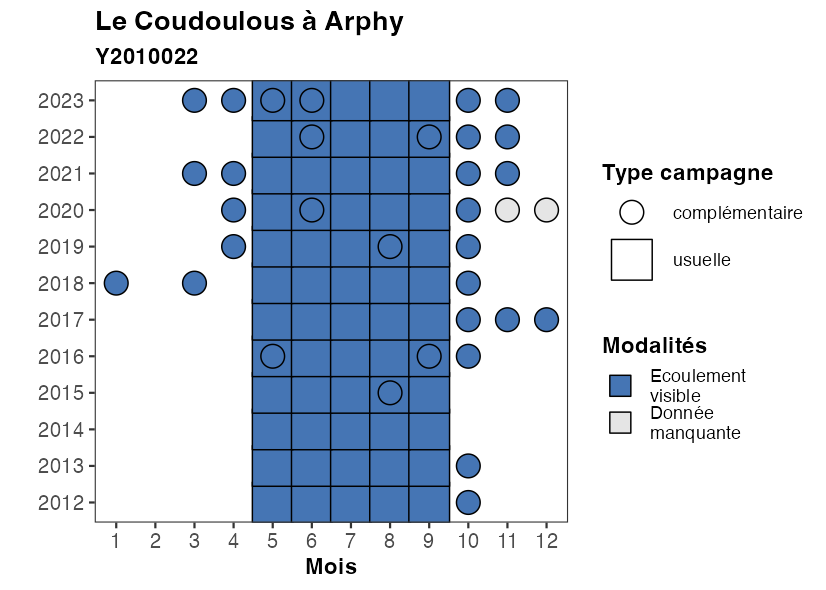 Le Coudoulous à Arphy
Y2010022
2023
2022
2021
2020
2019
2018
2017
2016
2015
2014
2013
2012
1 2 3 4 5 6 7 8 9 10 11 12
Mois
Type campagne
complémentaire
usuelle
Modalités
Ecoulement
visible
Donnée
manquante